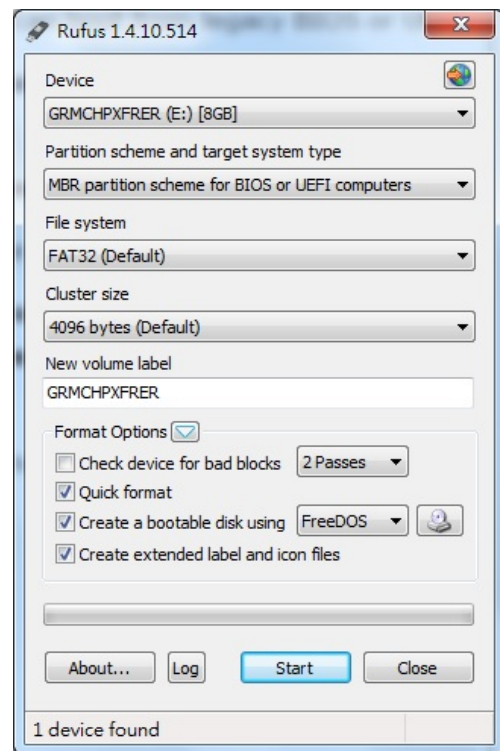 Rufus 1.4.10.514
Device
GRMCHPXFRER (E:) [8GB]
Partition scheme and target system type
MBR partition scheme for BIOS or UEFI computers
File system
FAT32 (Default)
Cluster size
4096 bytes (Default)
New volume label
GRMCHPXFRER
Format Options
Check device for bad blocks 2 Passes
Quick format
Create a bootable disk using FreeDOS
Create extended label and icon files
About... Log Start Close
1 device found